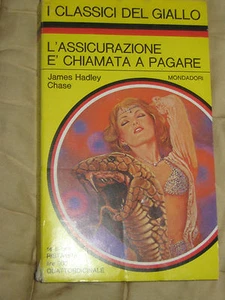 I CLASSICI DEL GIALLO
L'ASSICURAZIONE
E' CHIAMATA A PAGARE
James Hadley
Chase
MONDADORI